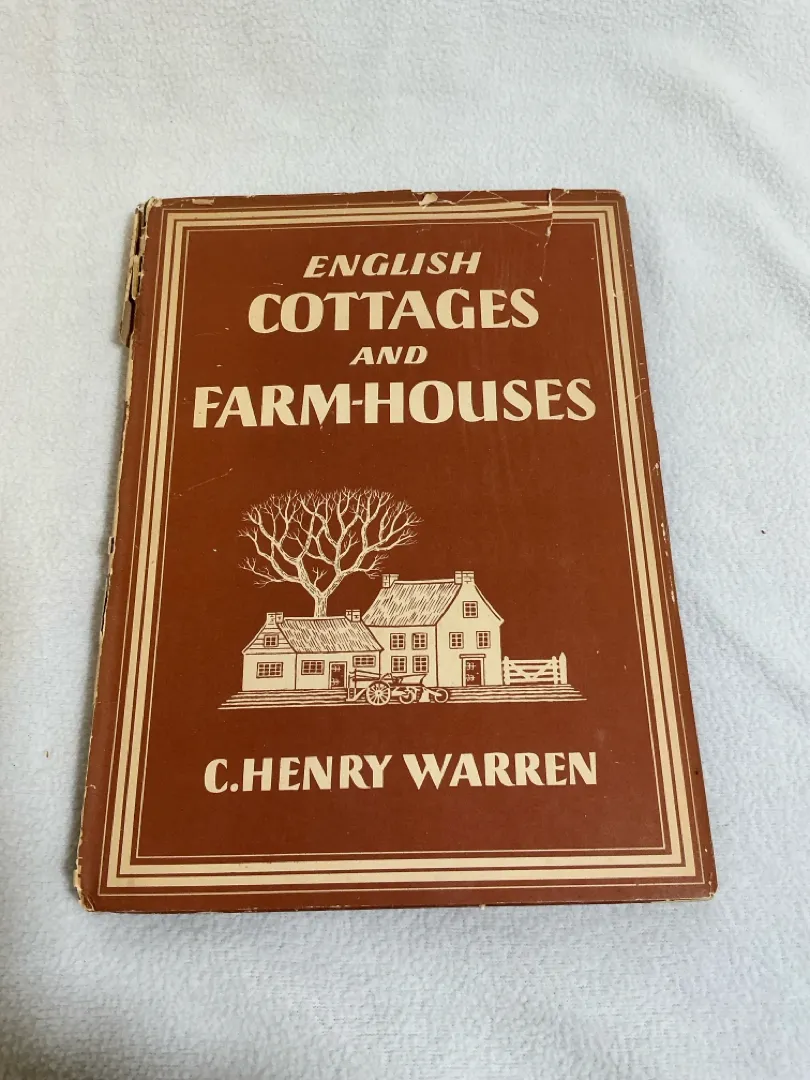 ENGLISH
COTTAGES
AND
FARM-HOUSES
C.HENRY WARREN